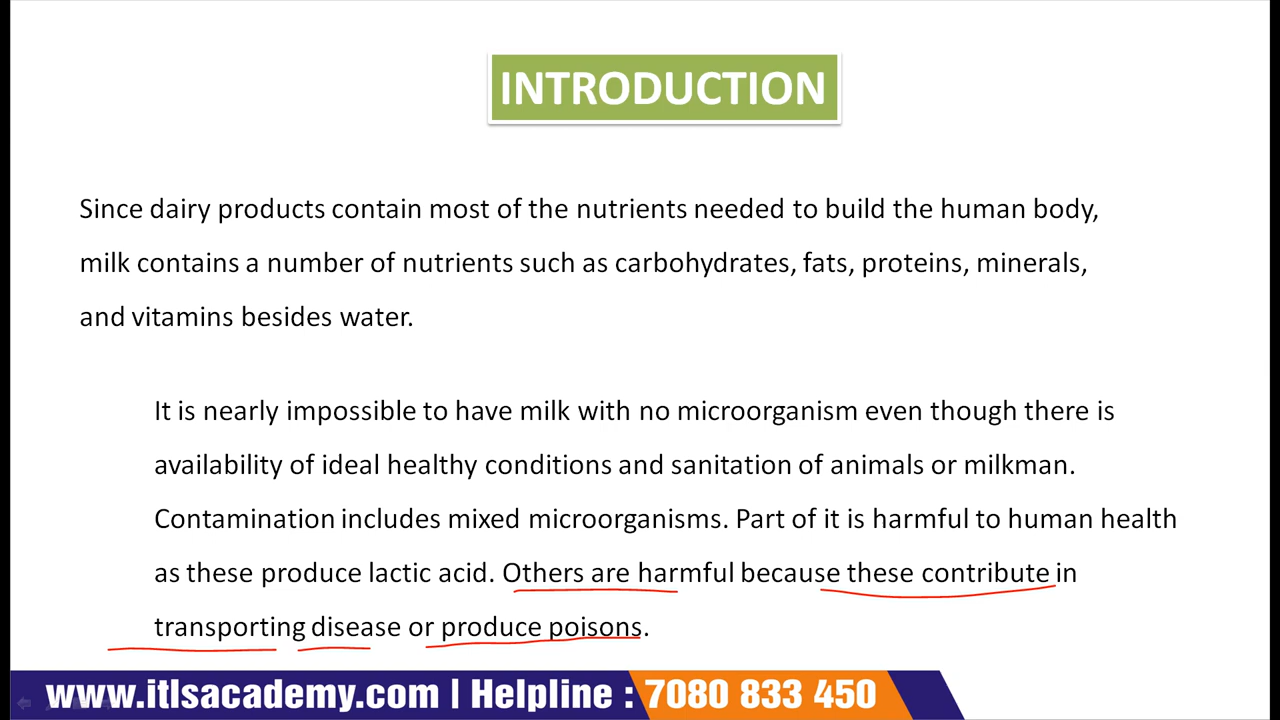 INTRODUCTION
Since dairy products contain most of the nutrients needed to build the human body,
milk contains a number of nutrients such as carbohydrates, fats, proteins, minerals,
and vitamins besides water.
It is nearly impossible to have milk with no microorganism even though there is
availability of ideal healthy conditions and sanitation of animals or milkman.
Contamination includes mixed microorganisms. Part of it is harmful to human health
as these produce lactic acid. Others are harmful because these contribute in
transporting disease or produce poisons.
www.itlsacademy.com | Helpline : 7080 833 450